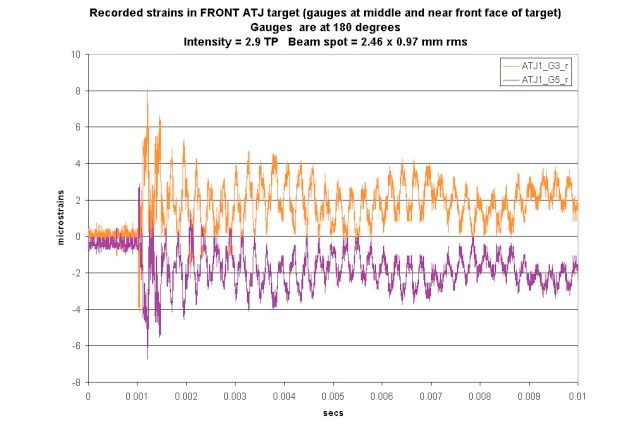 Recorded strains in FRONT ATJ target (gauges at middle and near front face of target)
Gauges are at 180 degrees
Intensity = 2.9 TP Beam spot = 2.46 x 0.97 mm rms
ATJ1_G3_r
ATJ1_G5_r
microstrains
10
8
6
4
2
0
-2
-4
-6
-8
0 0.001 0.002 0.003 0.004 0.005 0.006 0.007 0.008 0.009 0.01
secs